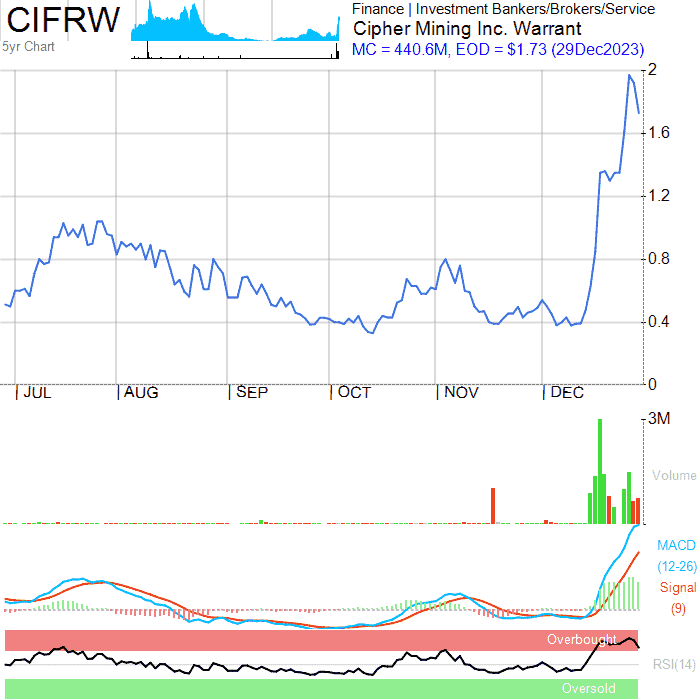 CIFRW
5yr Chart
Finance | Investment Bankers/Brokers/Service
Cipher Mining Inc. Warrant
MC = 440.6M, EOD = $1.73 (29Dec2023)
2
1.6
1.2
0.8
0.4
0
JUL AUG SEP OCT NOV DEC
3M
Volume
MACD
(12-26)
Signal
(9)
Overbought
RSI(14)
Oversold